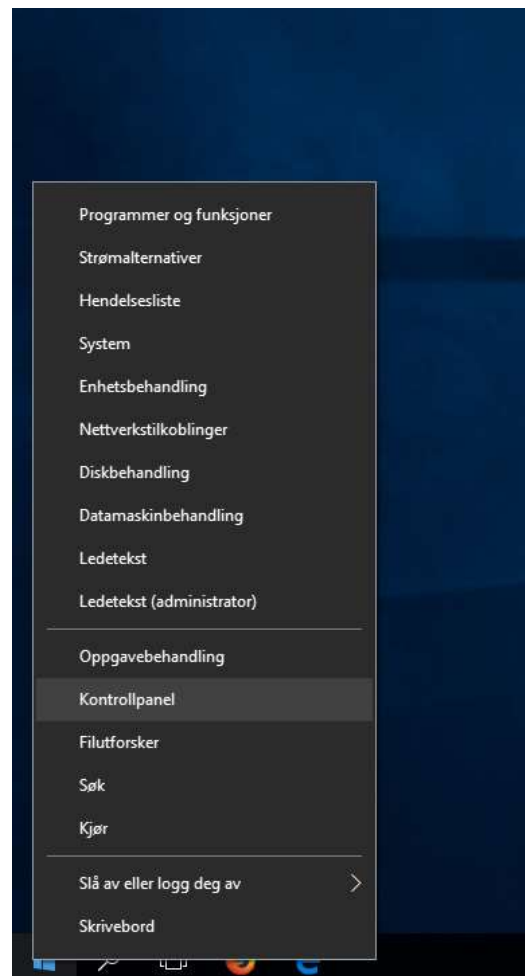 Programmer og funksjoner
Strømalternativer
Hendelsesliste
System
Enhetsbehandling
Nettverkstilkoblinger
Diskbehandling
Datamaskinbehandling
Ledetekst
Ledetekst (administrator)
Oppgavebehandling
Kontrollpanel
Filutforsker
Søk
Kjør
Slå av eller logg deg av
Skrivebord